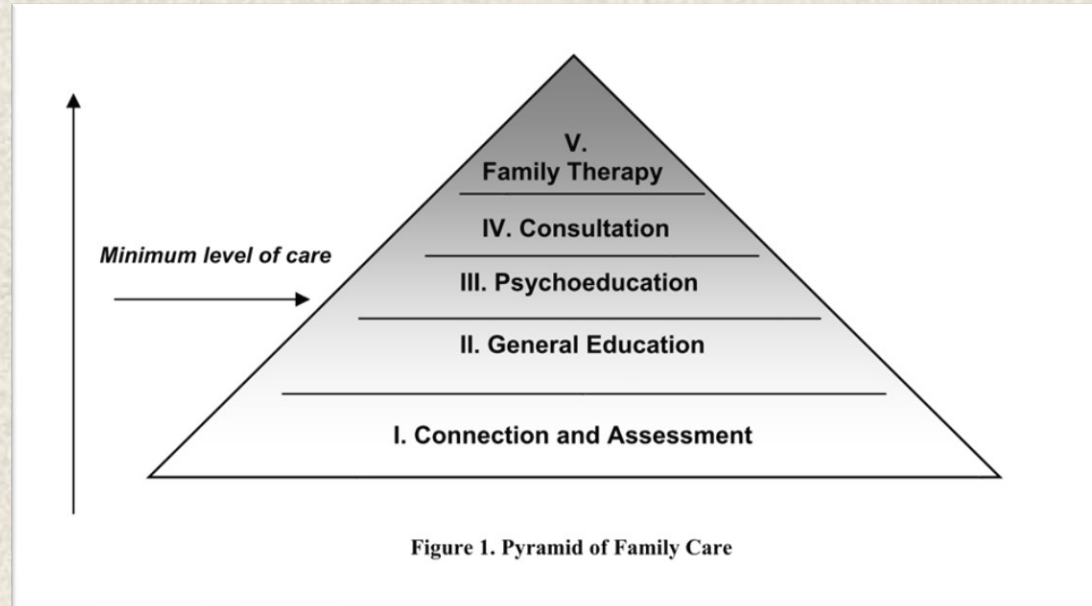 V.
Family Therapy
IV. Consultation
Minimum level of care
III. Psychoeducation
II. General Education
I. Connection and Assessment
Figure 1. Pyramid of Family Care